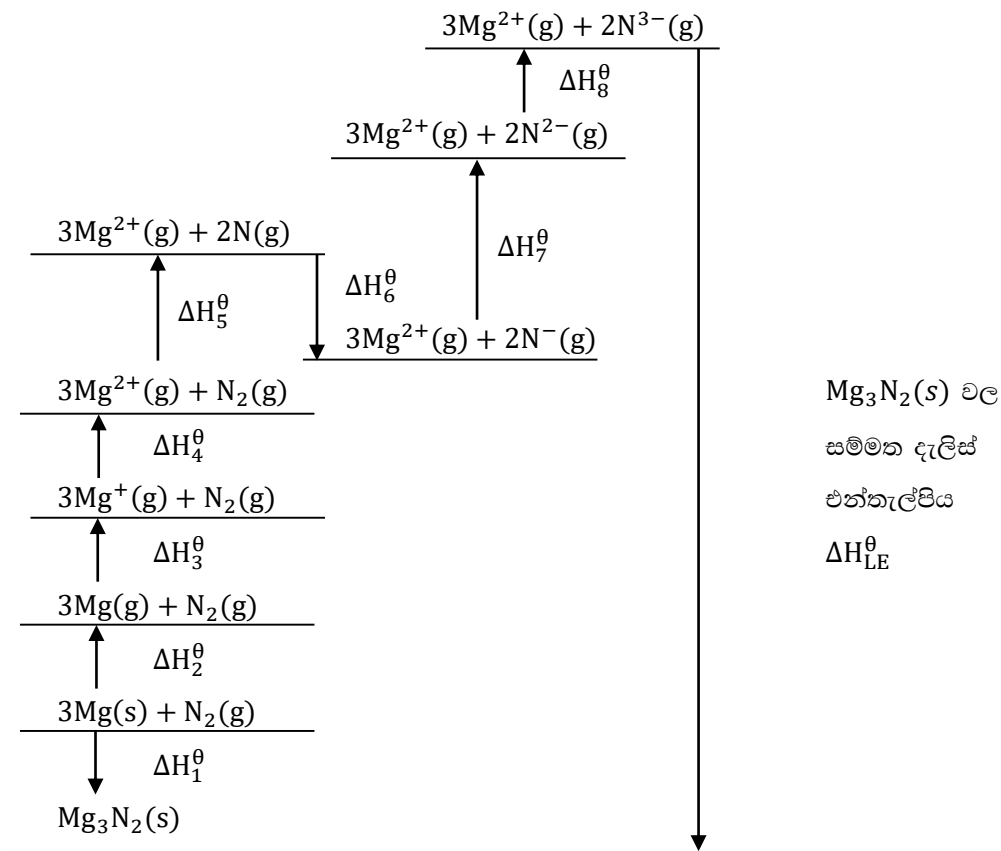 3Mg²⁺(g) + 2N³⁻(g)
ΔH₈^θ
3Mg²⁺(g) + 2N²⁻(g)
ΔH₇^θ
3Mg²⁺(g) + 2N(g)
ΔH₆^θ
ΔH₅^θ
3Mg²⁺(g) + 2N⁻(g)
3Mg²⁺(g) + N₂(g)
ΔH₄^θ
3Mg⁺(g) + N₂(g)
ΔH₃^θ
3Mg(g) + N₂(g)
ΔH₂^θ
3Mg(s) + N₂(g)
ΔH₁^θ
Mg₃N₂(s)
Mg₃N₂(s) වල
සම්මත දැලිස්
එන්තැල්පිය
ΔH_LE^θ